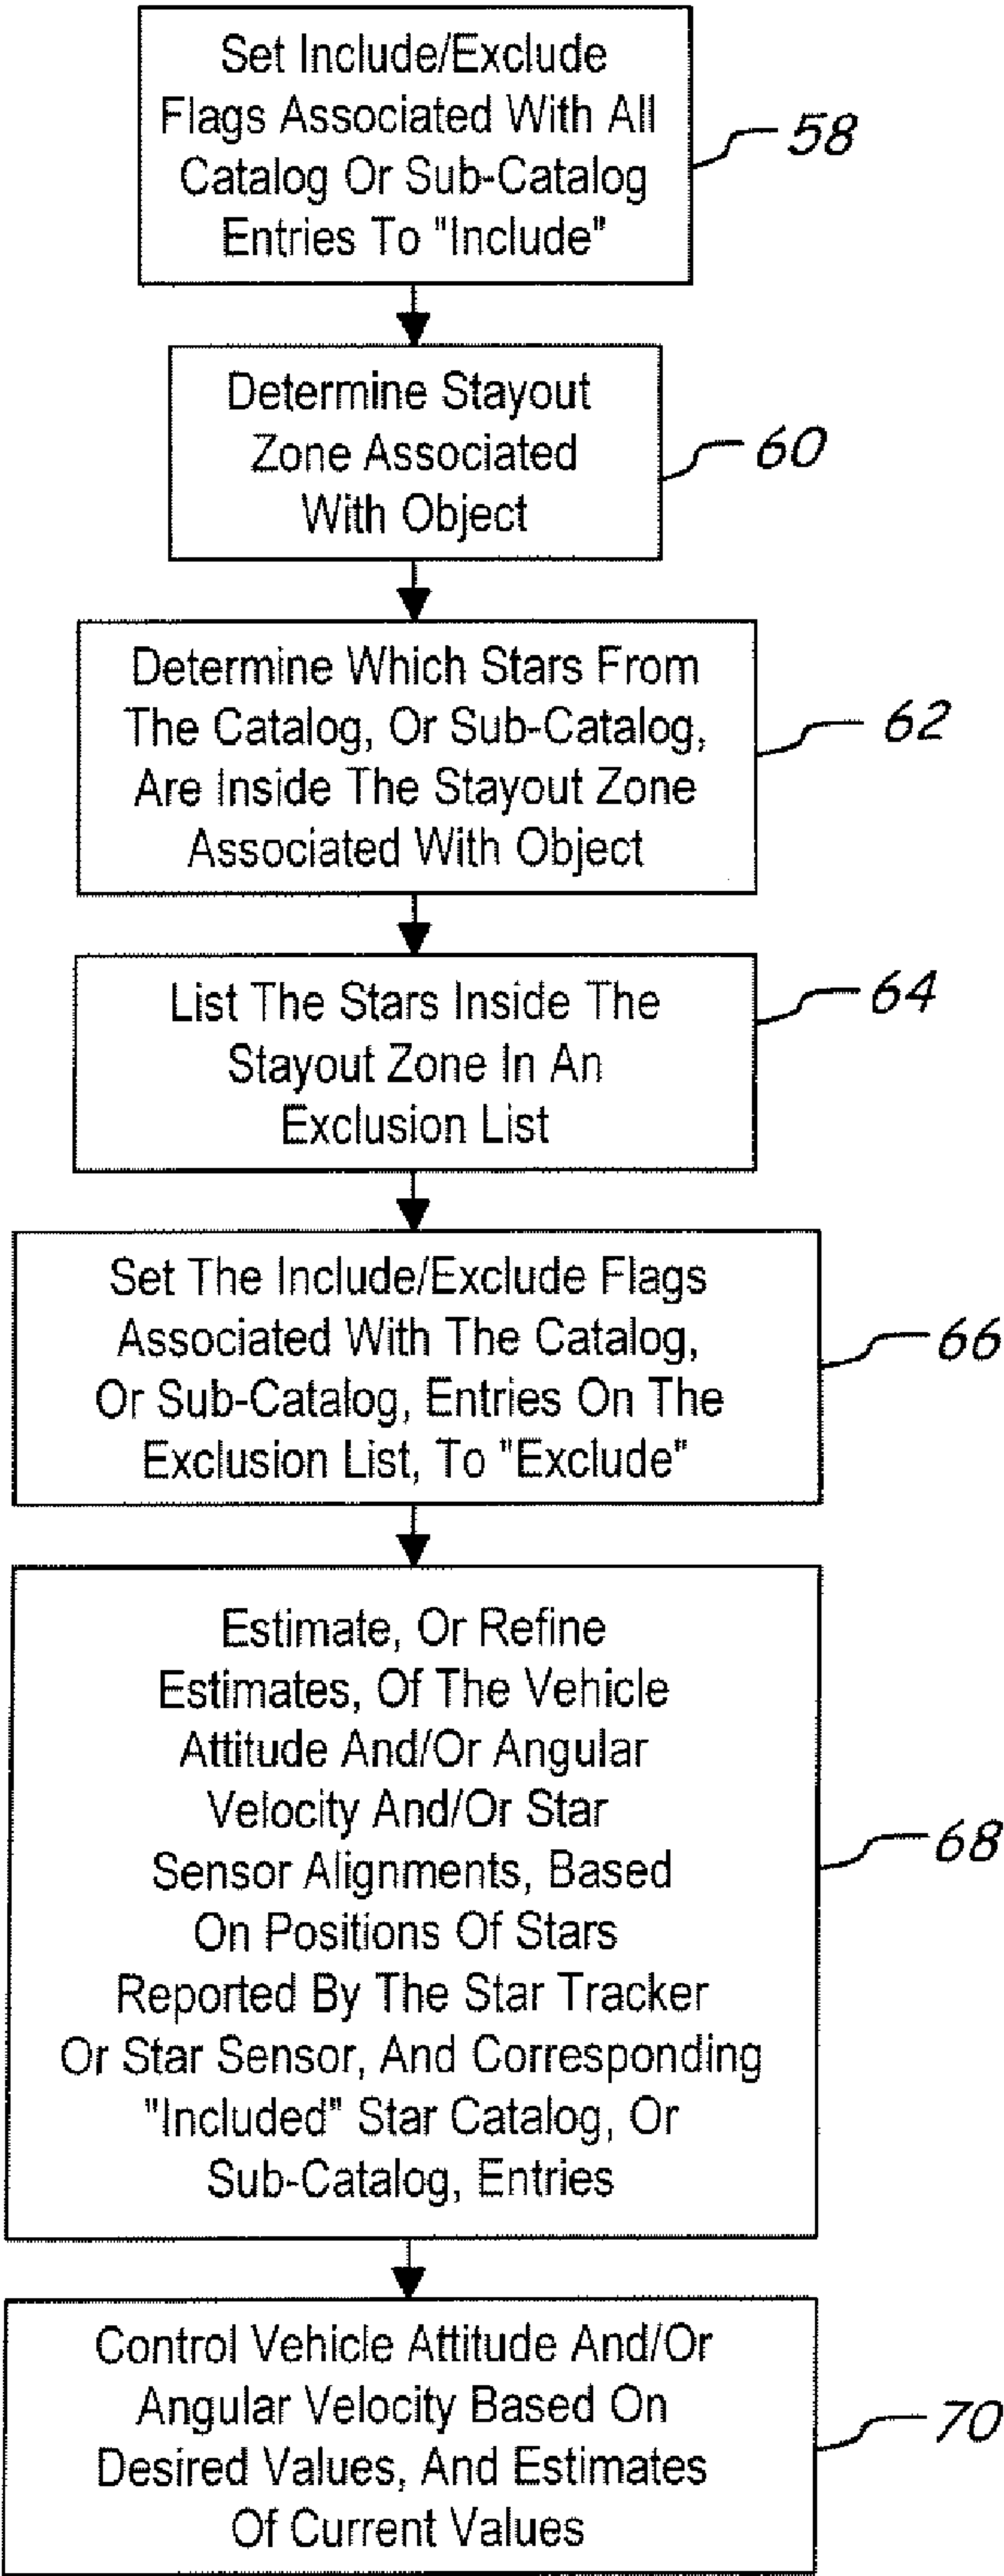 Set Include/Exclude
Flags Associated With All
Catalog Or Sub-Catalog
Entries To "Include"
58
Determine Stayout
Zone Associated
With Object
60
Determine Which Stars From
The Catalog, Or Sub-Catalog,
Are Inside The Stayout Zone
Associated With Object
62
List The Stars Inside The
Stayout Zone In An
Exclusion List
64
Set The Include/Exclude Flags
Associated With The Catalog,
Or Sub-Catalog, Entries On The
Exclusion List, To "Exclude"
66
Estimate, Or Refine
Estimates, Of The Vehicle
Attitude And/Or Angular
Velocity And/Or Star
Sensor Alignments, Based
On Positions Of Stars
Reported By The Star Tracker
Or Star Sensor, And Corresponding
"Included" Star Catalog, Or
Sub-Catalog, Entries
68
Control Vehicle Attitude And/Or
Angular Velocity Based On
Desired Values, And Estimates
Of Current Values
70